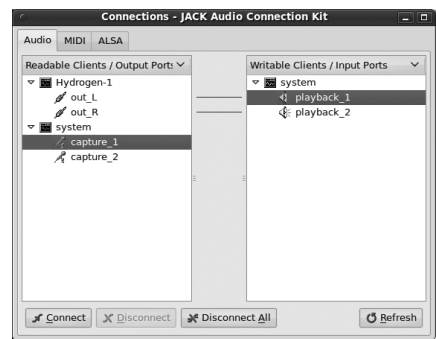 Connections - JACK Audio Connection Kit
Audio MIDI ALSA
Readable Clients / Output Ports
Writable Clients / Input Ports
Hydrogen-1
out_L
out_R
system
capture_1
capture_2
system
playback_1
playback_2
Connect
Disconnect
Disconnect All
Refresh